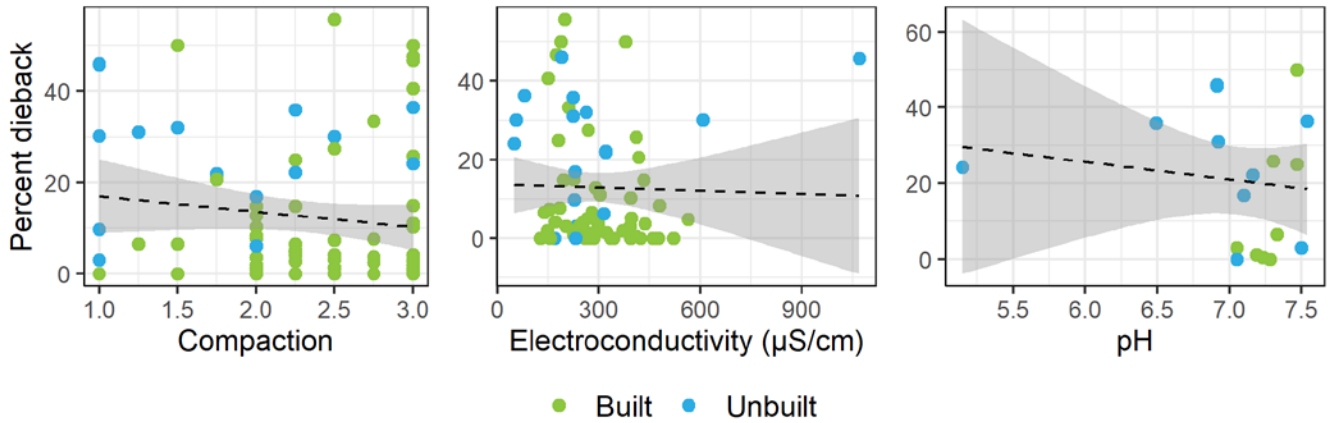 Percent dieback
40
20
0
1.0 1.5 2.0 2.5 3.0
Compaction
40
20
0
0 300 600 900
Electroconductivity (µS/cm)
60
40
20
0
5.5 6.0 6.5 7.0 7.5
pH
Built Unbuilt